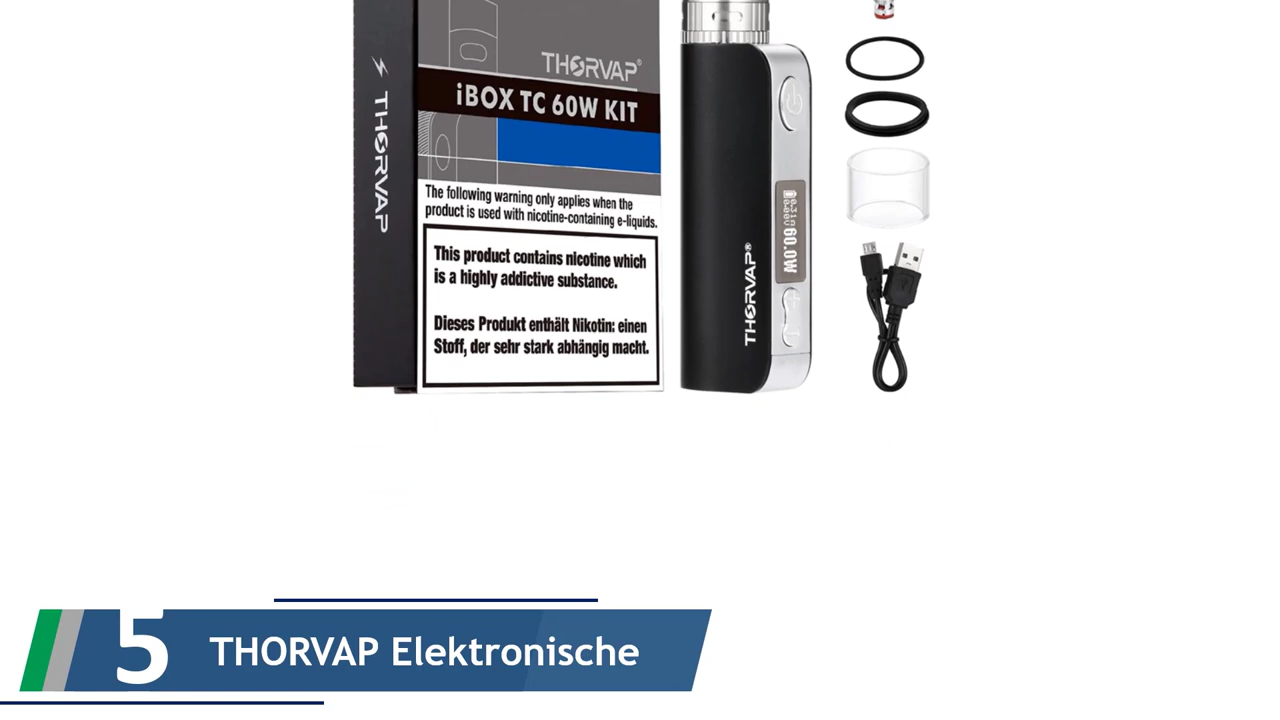 THORVAP®
iBOX TC 60W KIT
THORVAP
The following warning only applies when the
product is used with nicotine-containing e-liquids.
This product contains nicotine which
is a highly addictive substance.
Dieses Produkt enthält Nikotin: einen
Stoff, der sehr stark abhängig macht.
THORVAP®
60.0W
5 THORVAP Elektronische